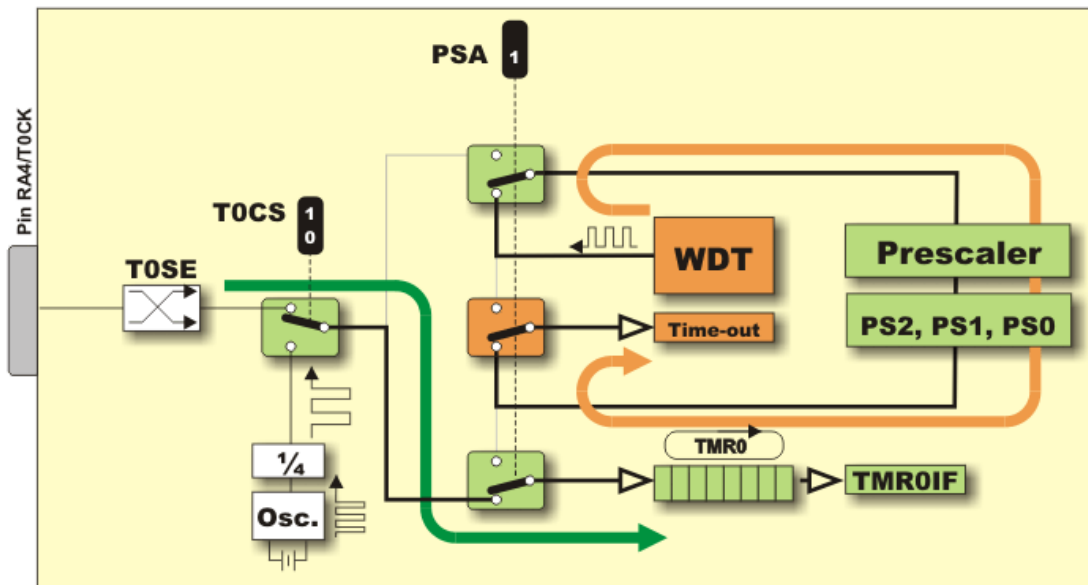 PSA
1
Pin RA4/T0CK
T0CS
1
0
T0SE
WDT
Prescaler
PS2, PS1, PS0
Time-out
TMR0
¼
Osc.
TMR0IF